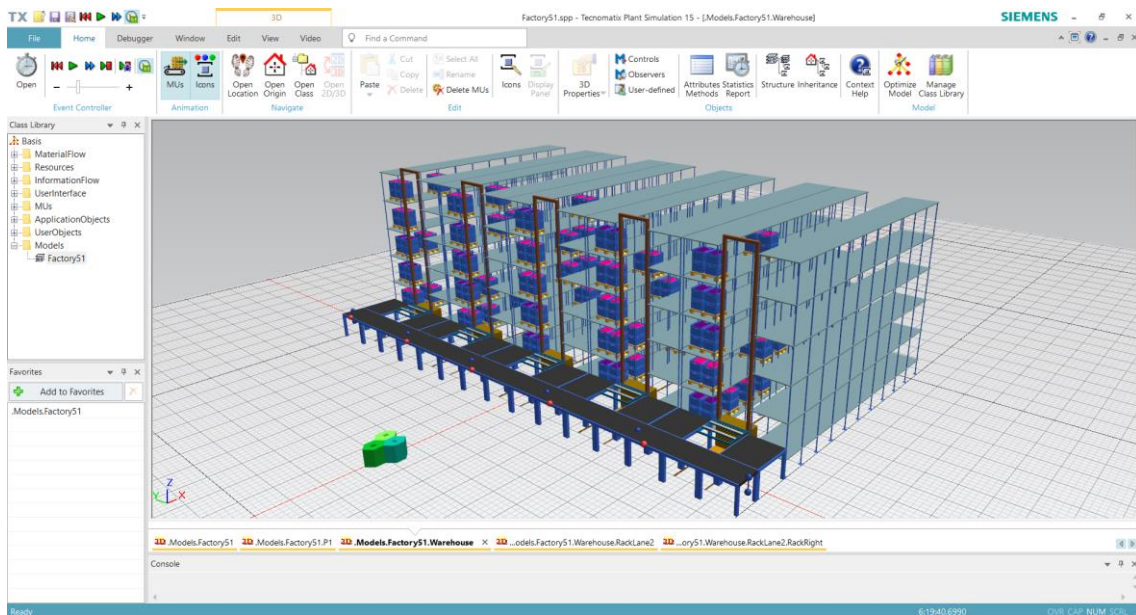 TX
3D
Factory51.spp - Tecnomatix Plant Simulation 15 - [.Models.Factory51.Warehouse]
SIEMENS
File Home Debugger Window Edit View Video Find a Command
Open
Event Controller
MUs Icons
Animation
Open Location Open Origin Open Class Open 2D/3D
Navigate
Paste Cut Copy Delete Select All Rename Delete MUs
Edit
Icons Display Panel
3D Properties
Controls
Observers
User-defined
Attributes Methods Statistics Report Structure Inheritance Context Help
Objects
Optimize Model Manage Class Library
Model
Class Library
Basis
MaterialFlow
Resources
InformationFlow
UserInterface
MUs
ApplicationObjects
UserObjects
Models
Factory51
Favorites
Add to Favorites
.Models.Factory51
Z
Y X
3D .Models.Factory51 3D .Models.Factory51.P1 3D .Models.Factory51.Warehouse 3D ...odels.Factory51.Warehouse.RackLane2 3D ...ory51.Warehouse.RackLane2.RackRight
Console
Ready 6:19:40.6990 OVR CAP NUM SCRL